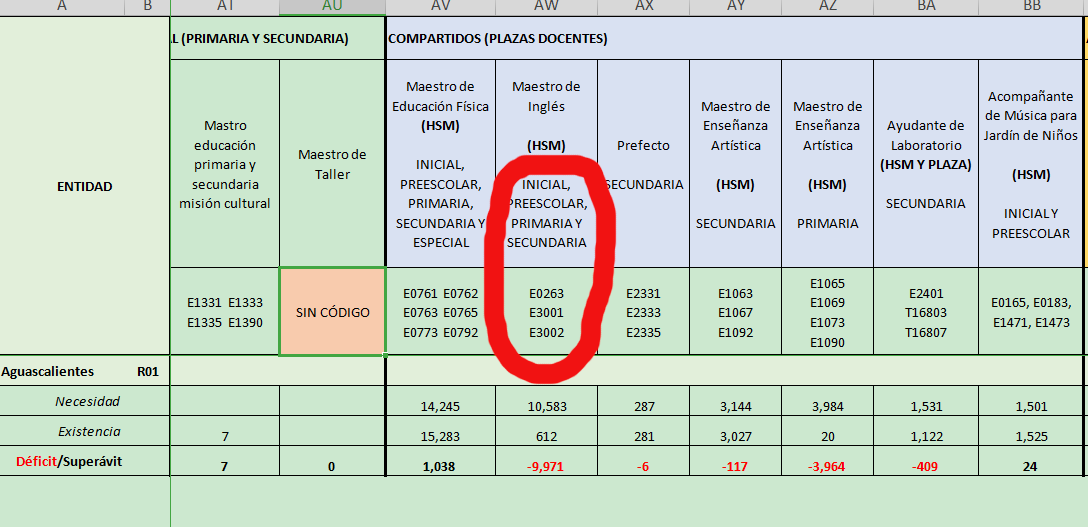 A B AT AU AV AW AX AY AZ BA BB
L (PRIMARIA Y SECUNDARIA)
COMPARTIDOS (PLAZAS DOCENTES)
ENTIDAD
Mastro
educación
primaria y
secundaria
misión cultural
Maestro de
Taller
Maestro de
Educación Física
(HSM)
INICIAL,
PREESCOLAR,
PRIMARIA,
SECUNDARIA Y
ESPECIAL
Maestro de
Inglés
(HSM)
INICIAL,
PREESCOLAR,
PRIMARIA Y
SECUNDARIA
Prefecto
SECUNDARIA
Maestro de
Enseñanza
Artística
(HSM)
SECUNDARIA
Maestro de
Enseñanza
Artística
(HSM)
PRIMARIA
Ayudante de
Laboratorio
(HSM Y PLAZA)
SECUNDARIA
Acompañante
de Música para
Jardín de Niños
(HSM)
INICIAL Y
PREESCOLAR
E1331 E1333
E1335 E1390
SIN CÓDIGO
E0761 E0762
E0763 E0765
E0773 E0792
E0263
E3001
E3002
E2331
E2333
E2335
E1063
E1067
E1092
E1065
E1069
E1073
E1090
E2401
T16803
T16807
E0165, E0183,
E1471, E1473
Aguascalientes R01
Necesidad 14,245 10,583 287 3,144 3,984 1,531 1,501
Existencia 7 15,283 612 281 3,027 20 1,122 1,525
Déficit/Superávit 7 0 1,038 -9,971 -6 -117 -3,964 -409 24